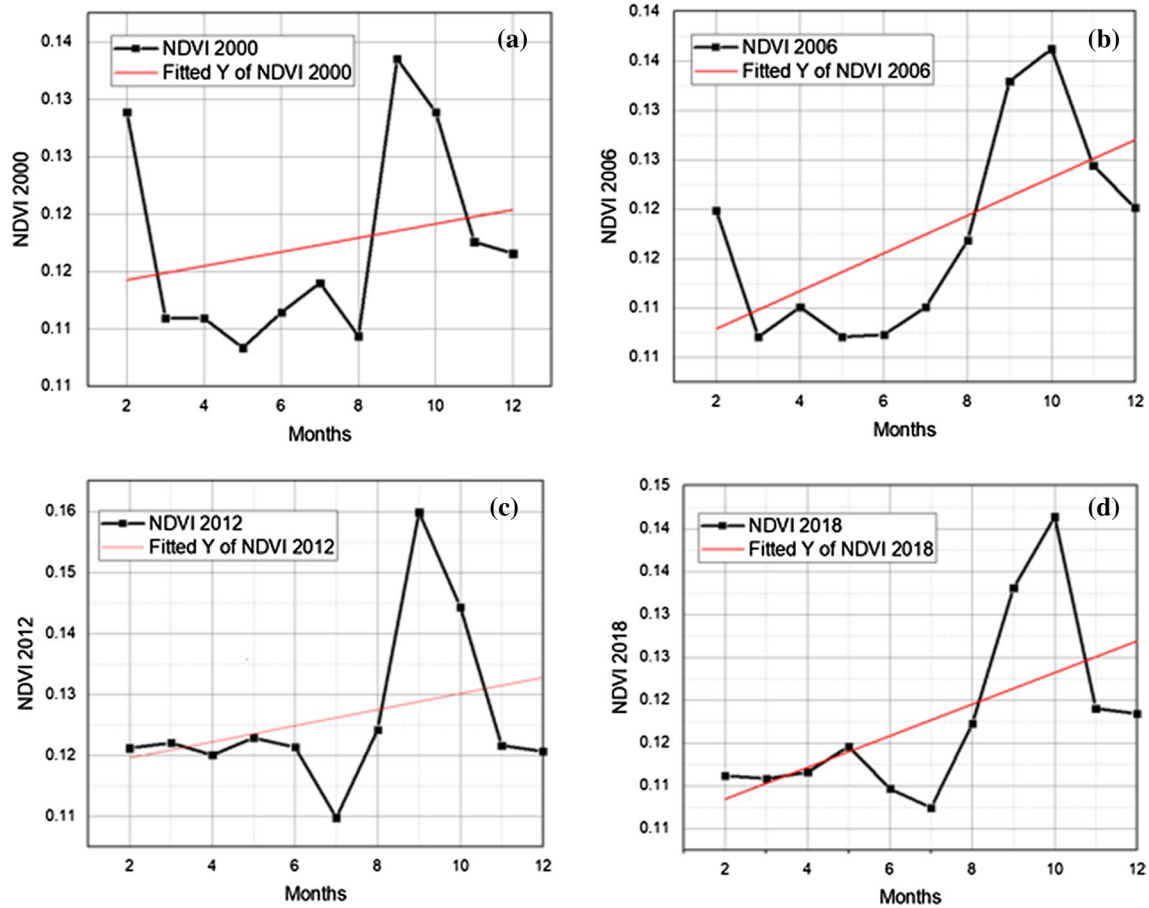 (a)
NDVI 2000
Fitted Y of NDVI 2000
0.14
0.13
0.13
0.12
0.12
0.11
0.11
NDVI 2000
2 4 6 8 10 12
Months
(b)
NDVI 2006
Fitted Y of NDVI 2006
0.14
0.14
0.13
0.13
0.12
0.12
0.11
0.11
NDVI 2006
2 4 6 8 10 12
Months
(c)
NDVI 2012
Fitted Y of NDVI 2012
0.16
0.15
0.14
0.13
0.12
0.11
NDVI 2012
2 4 6 8 10 12
Months
(d)
NDVI 2018
Fitted Y of NDVI 2018
0.15
0.14
0.14
0.13
0.13
0.12
0.12
0.11
0.11
NDVI 2018
2 4 6 8 10 12
Months